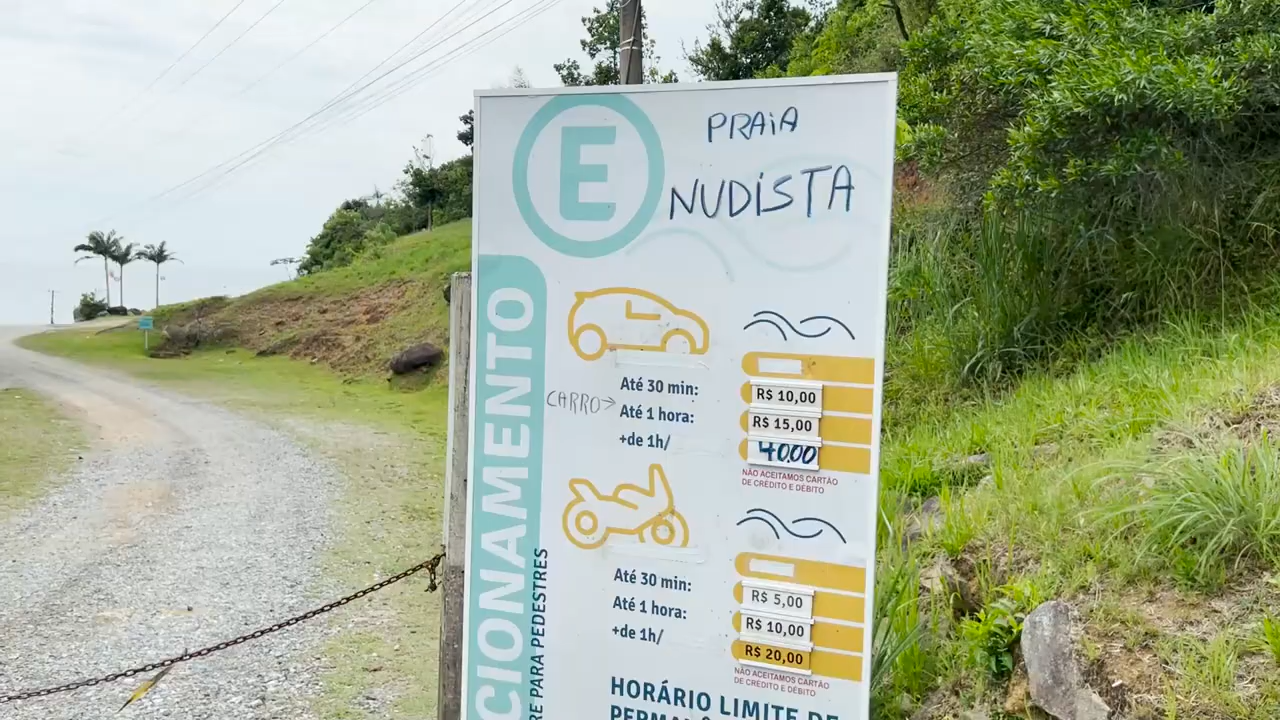 E
PRAiA
NUDiSTA
CIONAMENTO
RE PARA PEDESTRES
CARRO→
Até 30 min:
R$ 10,00
Até 1 hora:
R$ 15,00
+de 1h/
40.00
NÃO ACEITAMOS CARTÃO
DE CRÉDITO E DÉBITO
Até 30 min:
R$ 5,00
Até 1 hora:
R$ 10,00
+de 1h/
R$ 20,00
NÃO ACEITAMOS CARTÃO
DE CRÉDITO E DÉBITO
HORÁRIO LIMITE DE